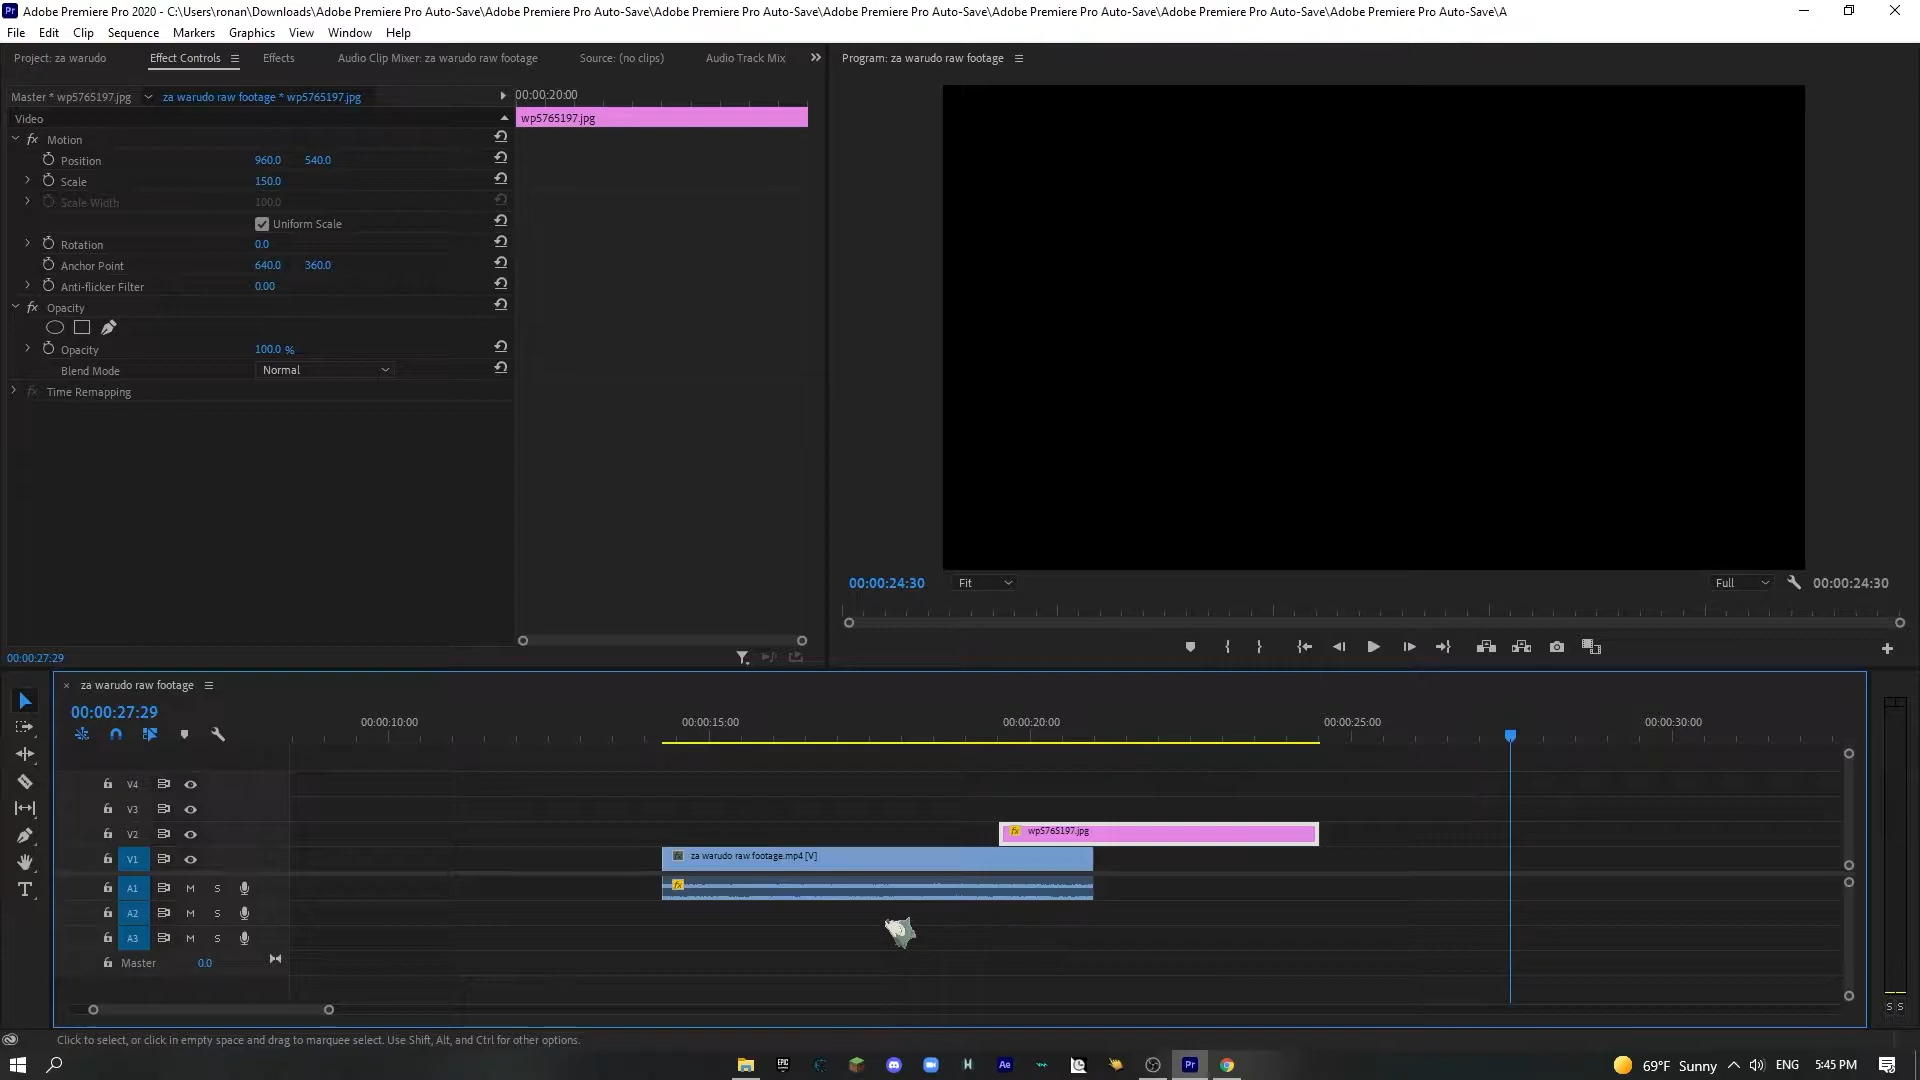 Adobe Premiere Pro 2020 - C:\Users\ronan\Downloads\Adobe Premiere Pro Auto-Save\Adobe Premiere Pro Auto-Save\Adobe Premiere Pro Auto-Save\Adobe Premiere Pro Auto-Save\Adobe Premiere Pro Auto-Save\Adobe Premiere Pro Auto-Save\Adobe Premiere Pro Auto-Save\A
File Edit Clip Sequence Markers Graphics View Window Help
Project: za warudo Effect Controls Effects Audio Clip Mixer: za warudo raw footage Source: (no clips) Audio Track Mix Program: za warudo raw footage
Master * wp5765197.jpg za warudo raw footage * wp5765197.jpg 00:00:20:00
Video wp5765197.jpg
fx Motion
Position 960.0 540.0
Scale 150.0
Scale Width 100.0
Uniform Scale
Rotation 0.0
Anchor Point 640.0 360.0
Anti-flicker Filter 0.00
fx Opacity
Opacity 100.0 %
Blend Mode Normal
fx Time Remapping
00:00:24:30 Fit Full 00:00:24:30
00:00:27:29
za warudo raw footage
00:00:27:29
00:00:10:00 00:00:15:00 00:00:20:00 00:00:25:00 00:00:30:00
V4
V3
V2 fx wp5765197.jpg
V1 fx za warudo raw footage.mp4 [V]
A1 M S fx
A2 M S
A3 M S
Master 0.0
S S
Click to select, or click in empty space and drag to marquee select. Use Shift, Alt, and Ctrl for other options.
EPIC H Ae Pr 69°F Sunny ENG 5:45 PM